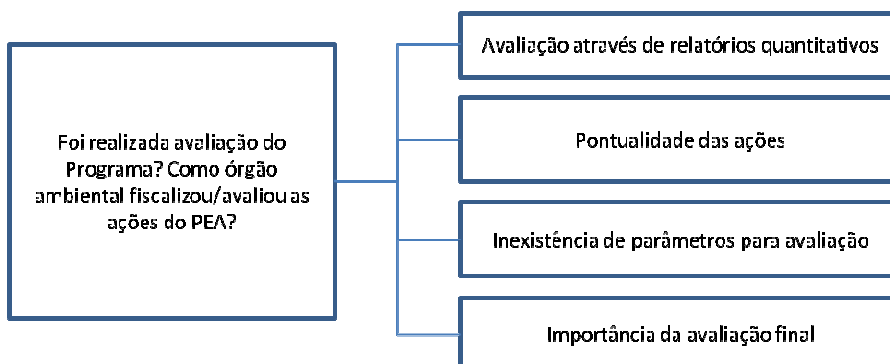 Foi realizada avaliação do
Programa? Como órgão
ambiental fiscalizou/avaliou as
ações do PEA?
Avaliação através de relatórios quantitativos
Pontualidade das ações
Inexistência de parâmetros para avaliação
Importância da avaliação final